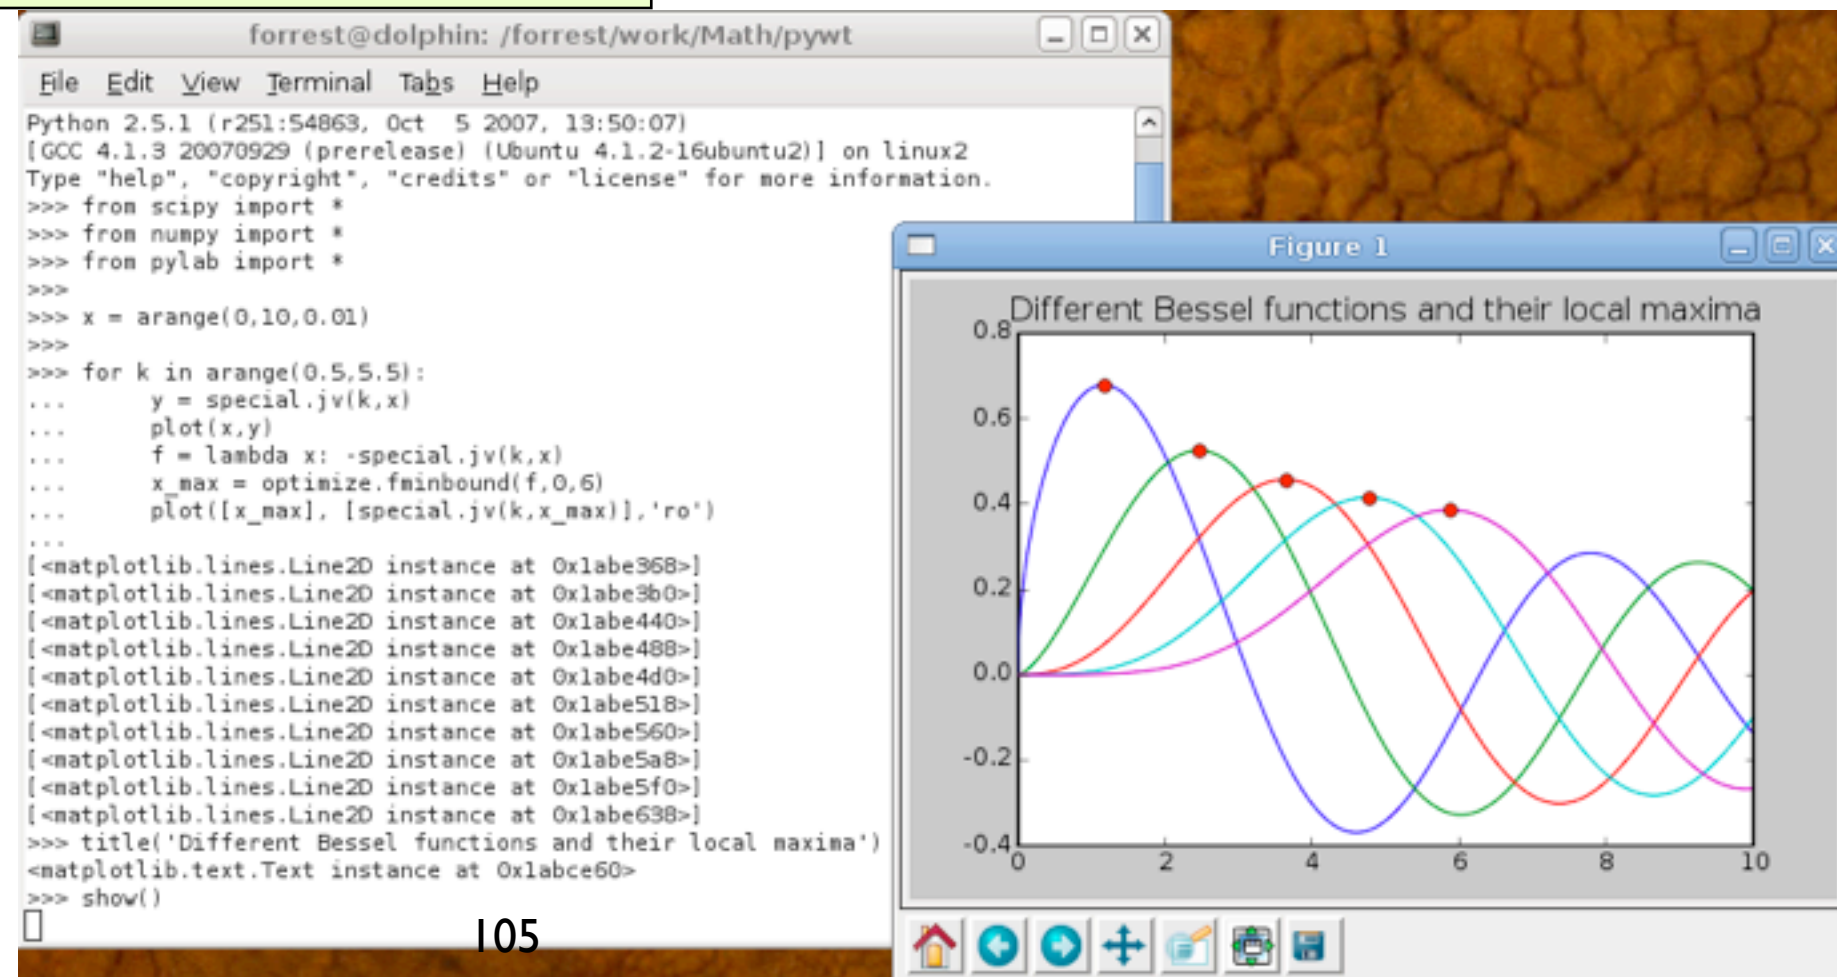 forrest@dolphin: /forrest/work/Math/pywt
File Edit View Terminal Tabs Help
Python 2.5.1 (r251:54863, Oct  5 2007, 13:50:07)
[GCC 4.1.3 20070929 (prerelease) (Ubuntu 4.1.2-16ubuntu2)] on linux2
Type "help", "copyright", "credits" or "license" for more information.
>>> from scipy import *
>>> from numpy import *
>>> from pylab import *
>>>
>>> x = arange(0,10,0.01)
>>>
>>> for k in arange(0.5,5.5):
...      y = special.jv(k,x)
...      plot(x,y)
...      f = lambda x: -special.jv(k,x)
...      x_max = optimize.fminbound(f,0,6)
...      plot([x_max], [special.jv(k,x_max)],'ro')
...
[<matplotlib.lines.Line2D instance at 0x1abe368>]
[<matplotlib.lines.Line2D instance at 0x1abe3b0>]
[<matplotlib.lines.Line2D instance at 0x1abe440>]
[<matplotlib.lines.Line2D instance at 0x1abe488>]
[<matplotlib.lines.Line2D instance at 0x1abe4d0>]
[<matplotlib.lines.Line2D instance at 0x1abe518>]
[<matplotlib.lines.Line2D instance at 0x1abe560>]
[<matplotlib.lines.Line2D instance at 0x1abe5a8>]
[<matplotlib.lines.Line2D instance at 0x1abe5f0>]
[<matplotlib.lines.Line2D instance at 0x1abe638>]
>>> title('Different Bessel functions and their local maxima')
<matplotlib.text.Text instance at 0x1abce60>
>>> show()
105
Figure 1
Different Bessel functions and their local maxima
0.8
0.6
0.4
0.2
0.0
-0.2
-0.4
0 2 4 6 8 10